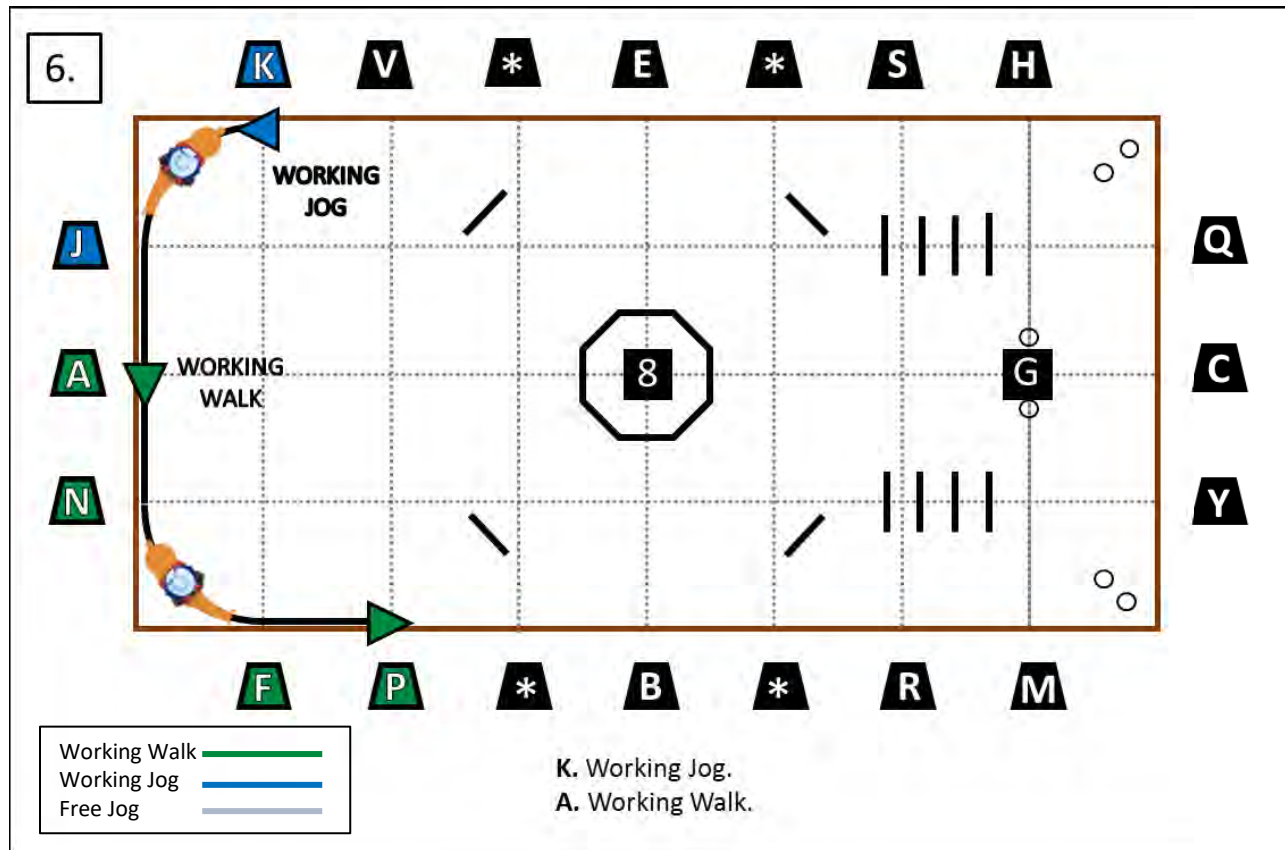 6.
K V * E * S H
WORKING
JOG
J Q
8 G
A C
WORKING
WALK
N Y
F P * B * R M
Working Walk
Working Jog
Free Jog
K. Working Jog.
A. Working Walk.